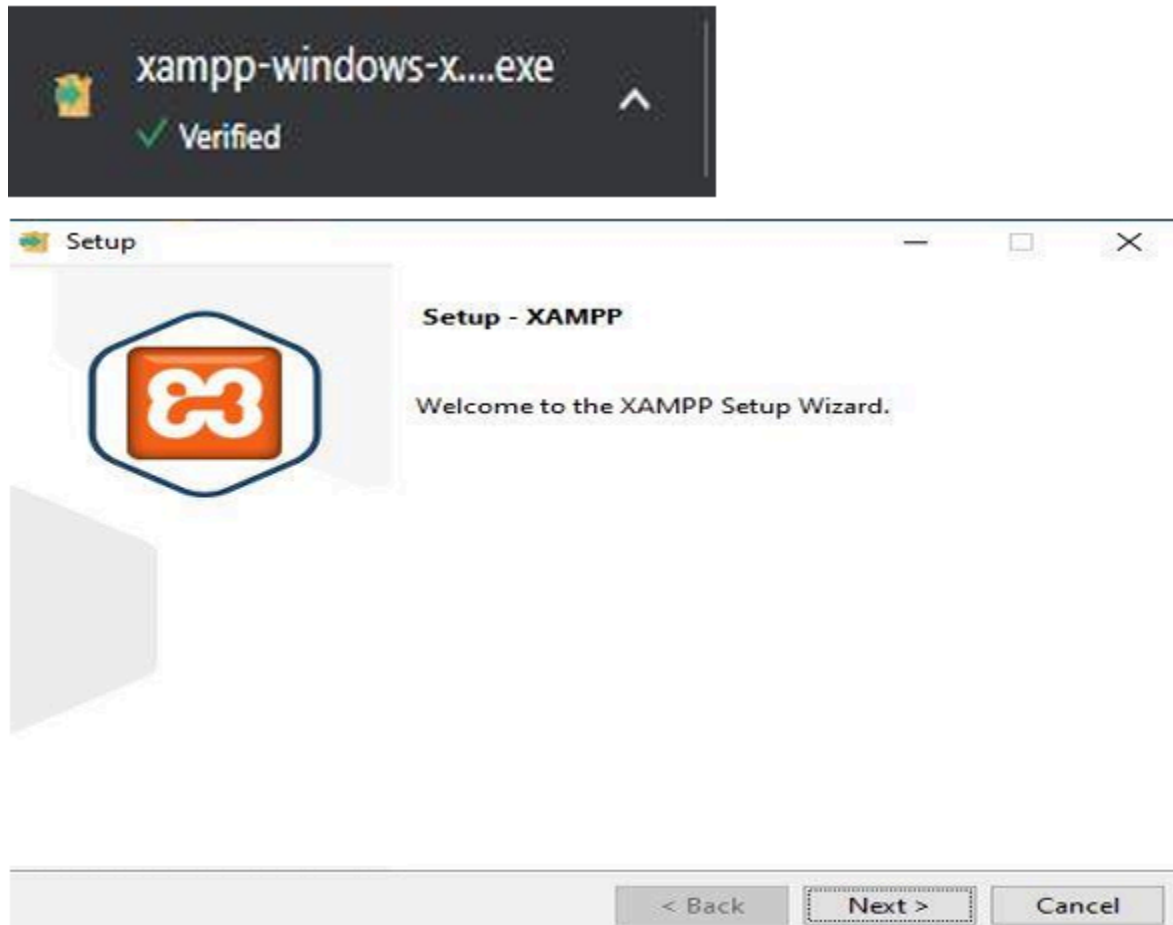 xampp-windows-x....exe
Verified
Setup
Setup - XAMPP
Welcome to the XAMPP Setup Wizard.
< Back
Next >
Cancel